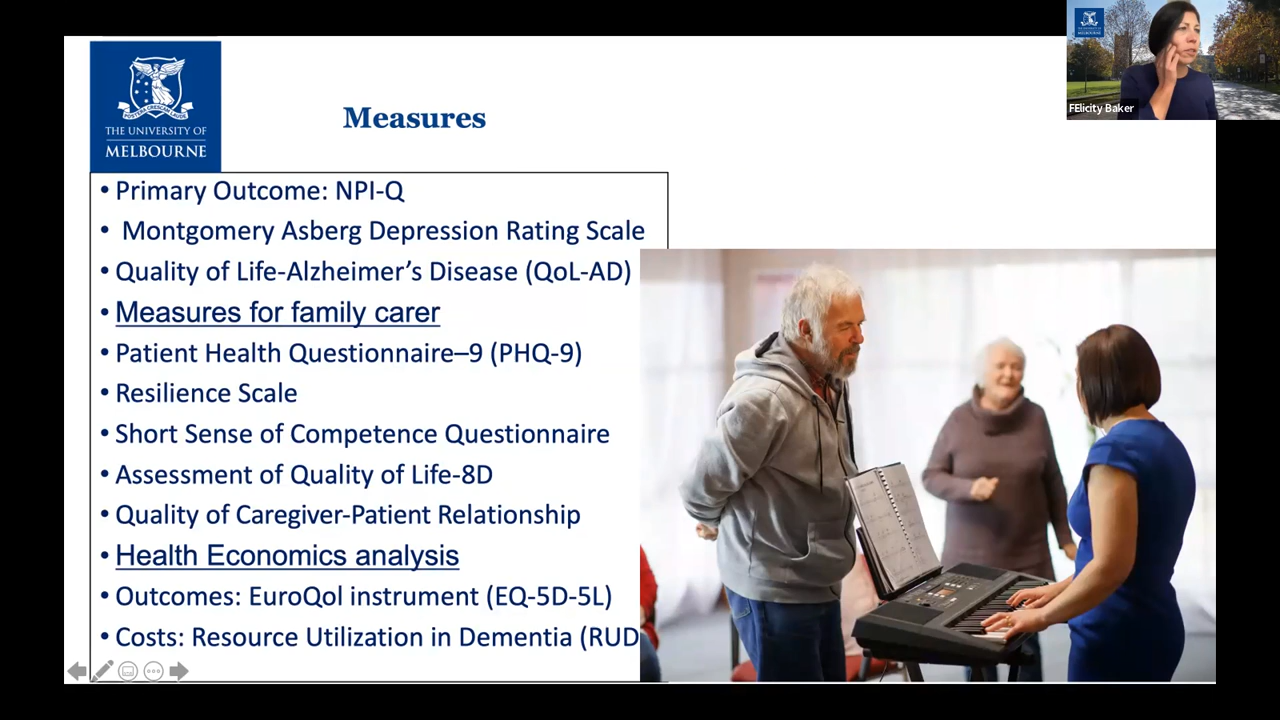 THE UNIVERSITY OF
MELBOURNE
Measures
FElicity Baker
• Primary Outcome: NPI-Q
• Montgomery Asberg Depression Rating Scale
• Quality of Life-Alzheimer’s Disease (QoL-AD)
• Measures for family carer
• Patient Health Questionnaire–9 (PHQ-9)
• Resilience Scale
• Short Sense of Competence Questionnaire
• Assessment of Quality of Life-8D
• Quality of Caregiver-Patient Relationship
• Health Economics analysis
• Outcomes: EuroQol instrument (EQ-5D-5L)
• Costs: Resource Utilization in Dementia (RUD